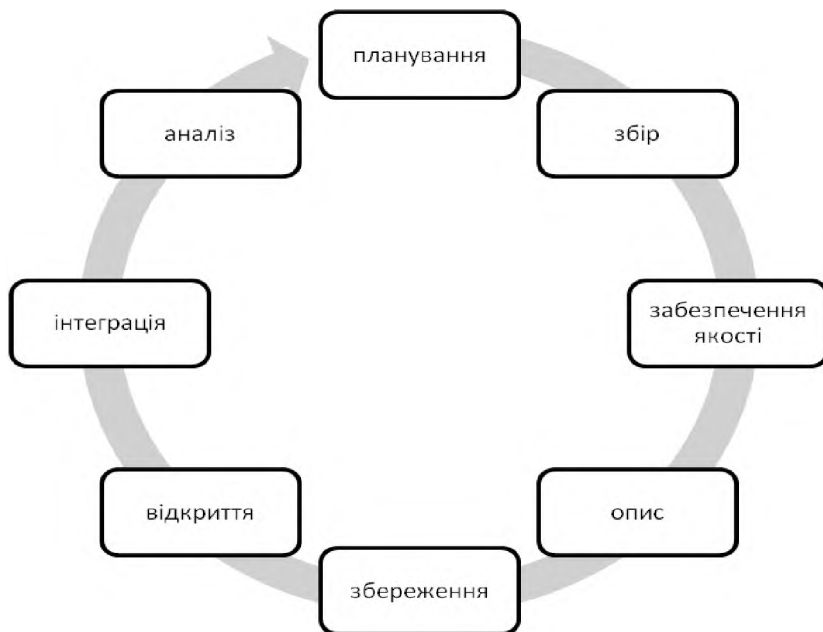 планування
збір
забезпечення
якості
опис
збереження
відкриття
інтеграція
аналіз